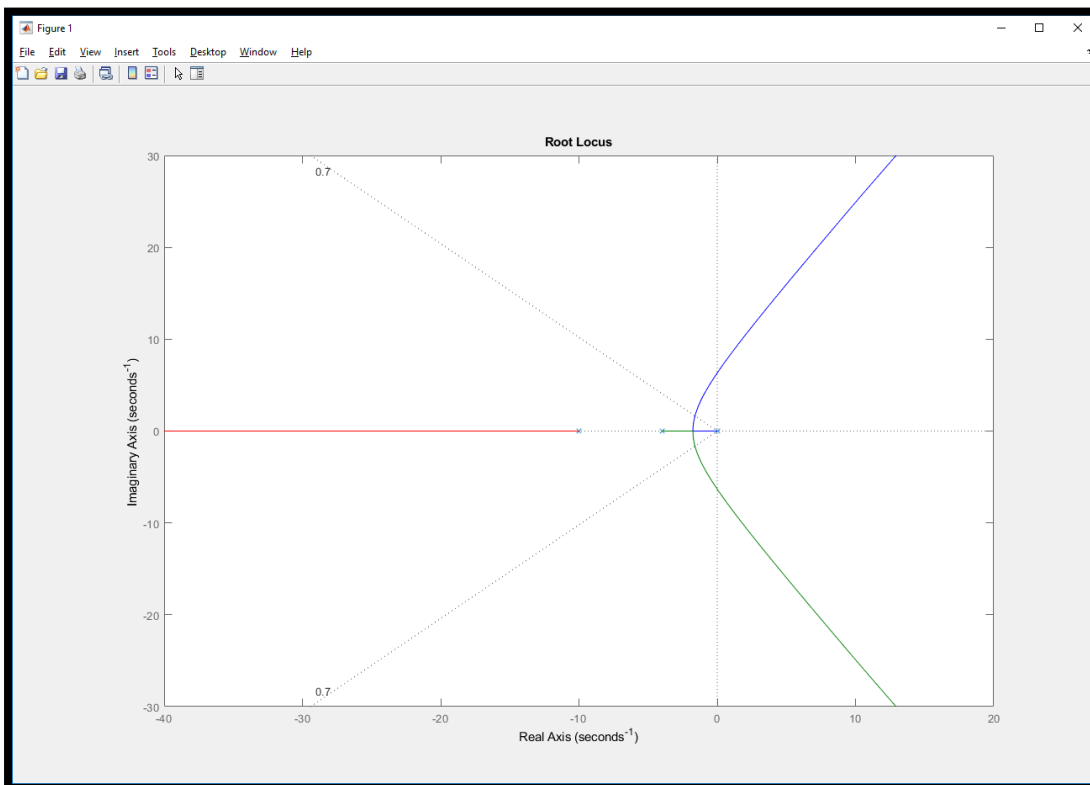 Figure 1
File Edit View Insert Tools Desktop Window Help
Root Locus
30
0.7
20
10
0
-10
-20
0.7
-30
-40 -30 -20 -10 0 10 20
Imaginary Axis (seconds⁻¹)
Real Axis (seconds⁻¹)